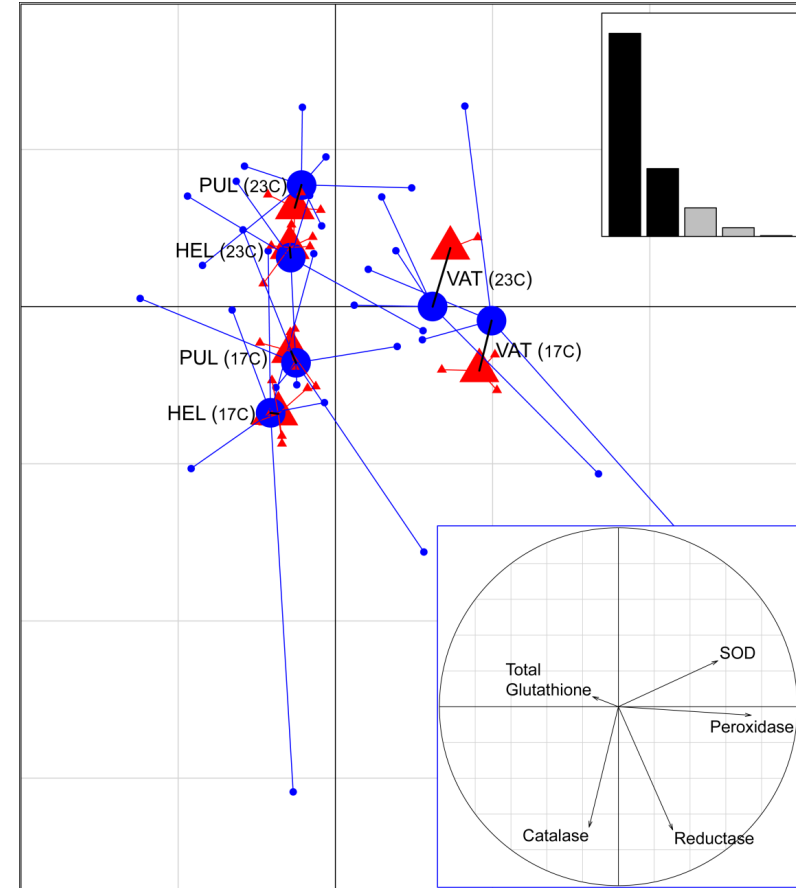 PUL (23C)
HEL (23C)
VAT (23C)
PUL (17C)
VAT (17C)
HEL (17C)
SOD
Total
Glutathione
Peroxidase
Catalase
Reductase